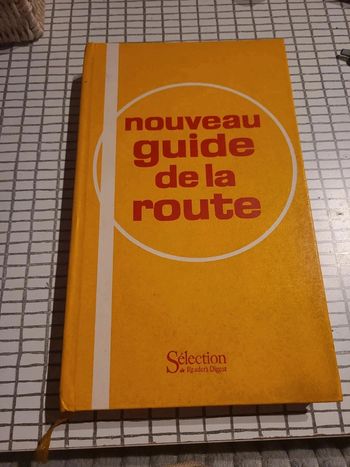 nouveau
guide
de la
route
Sélection
du Reader's Digest